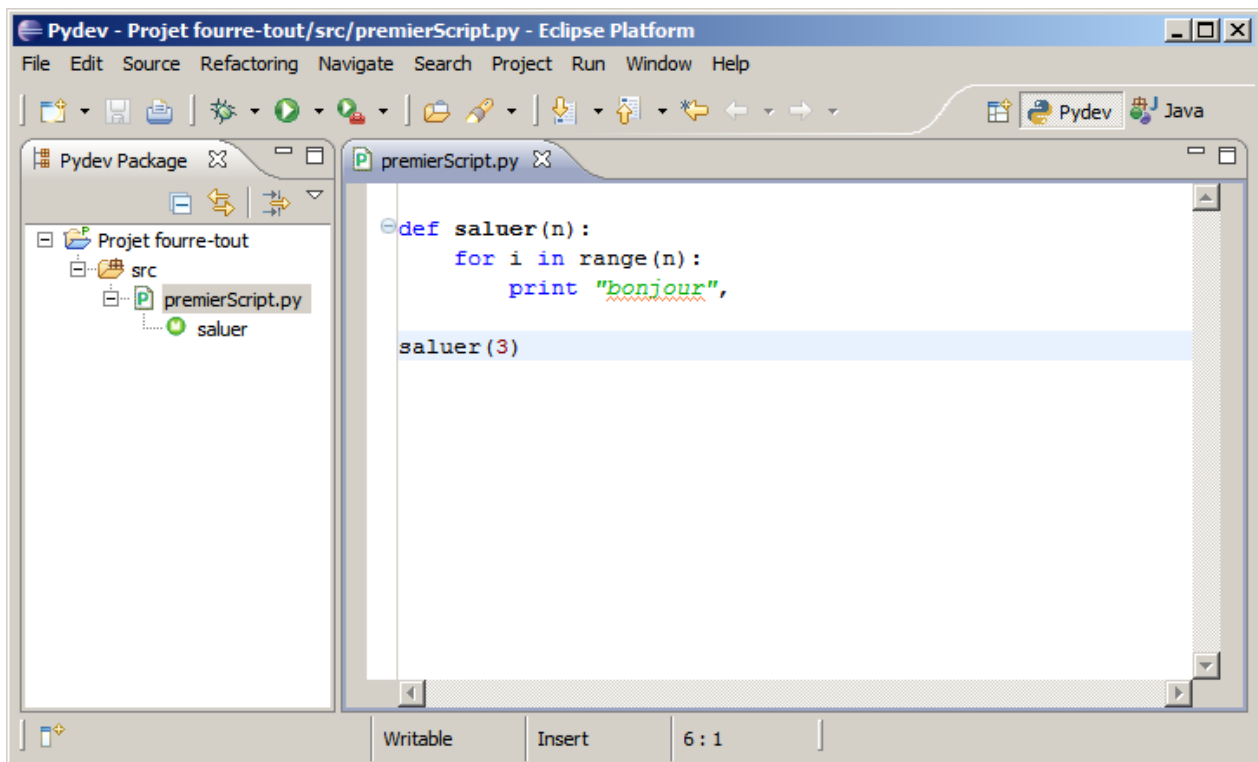 Pydev - Projet fourre-tout/src/premierScript.py - Eclipse Platform
File Edit Source Refactoring Navigate Search Project Run Window Help
Pydev Java
Pydev Package
premierScript.py
Projet fourre-tout
src
premierScript.py
saluer
def saluer(n):
    for i in range(n):
        print "bonjour",
saluer(3)
Writable Insert 6 : 1